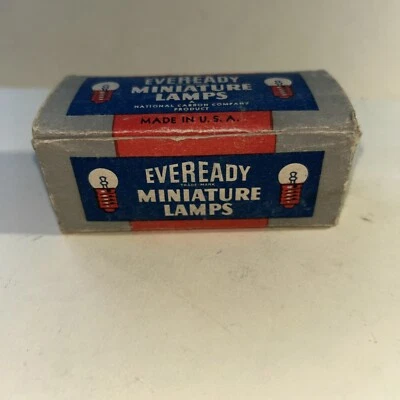 EVEREADY
MINIATURE
LAMPS
A
NATIONAL CARBON COMPANY
PRODUCT
MADE IN U.S.A.
EVEREADY
TRADE-MARK
MINIATURE
LAMPS